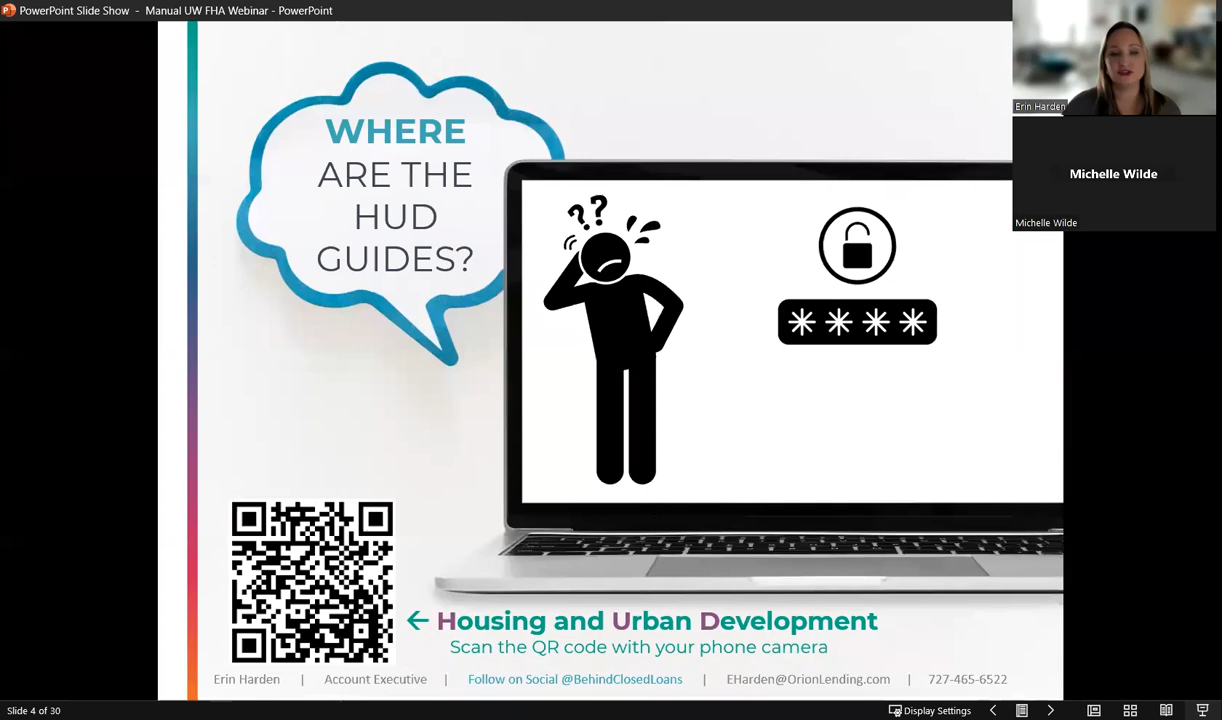 PowerPoint Slide Show - Manual UW FHA Webinar - PowerPoint
Erin Harden
Michelle Wilde
Michelle Wilde
WHERE
ARE THE
HUD
GUIDES?
??
****
← Housing and Urban Development
Scan the QR code with your phone camera
Erin Harden | Account Executive | Follow on Social @BehindClosedLoans | EHarden@OrionLending.com | 727-465-6522
Slide 4 of 30
Display Settings